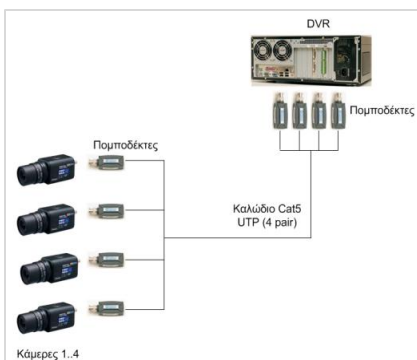 DVR
Πομποδέκτες
Πομποδέκτες
Καλώδιο Cat5
UTP (4 pair)
Κάμερες 1..4